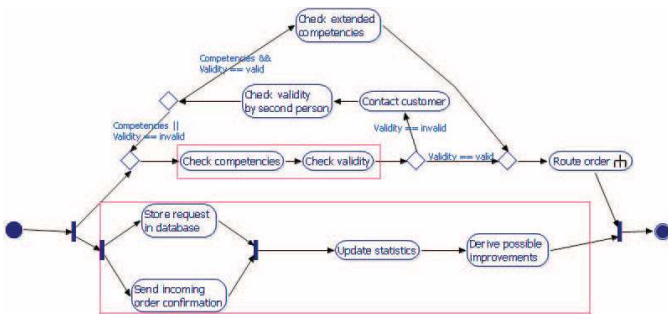 Check extended
competencies
Competencies &&
Validity == valid
Check validity
by second person
Contact customer
Competencies ||
Validity == invalid
Validity == invalid
Check competencies
Check validity
Validity == valid
Route order
Store request
in database
Update statistics
Derive possible
improvements
Send incoming
order confirmation